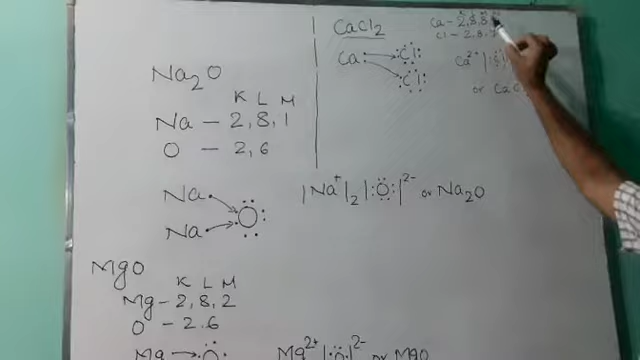 CaCl2
K L M
Ca - 2,8,8,
Cl - 2,8,7
Ca
:Cl:
:Cl:
Ca2+
or CaC
Na2O
K L M
Na - 2,8,1
O - 2,6
Na
Na
O
|Na+|2 |:O:|2- or Na2O
MgO
K L M
Mg - 2,8,2
O - 2.6
Mg → :O:
Mg2+ |:O:|2- or MgO